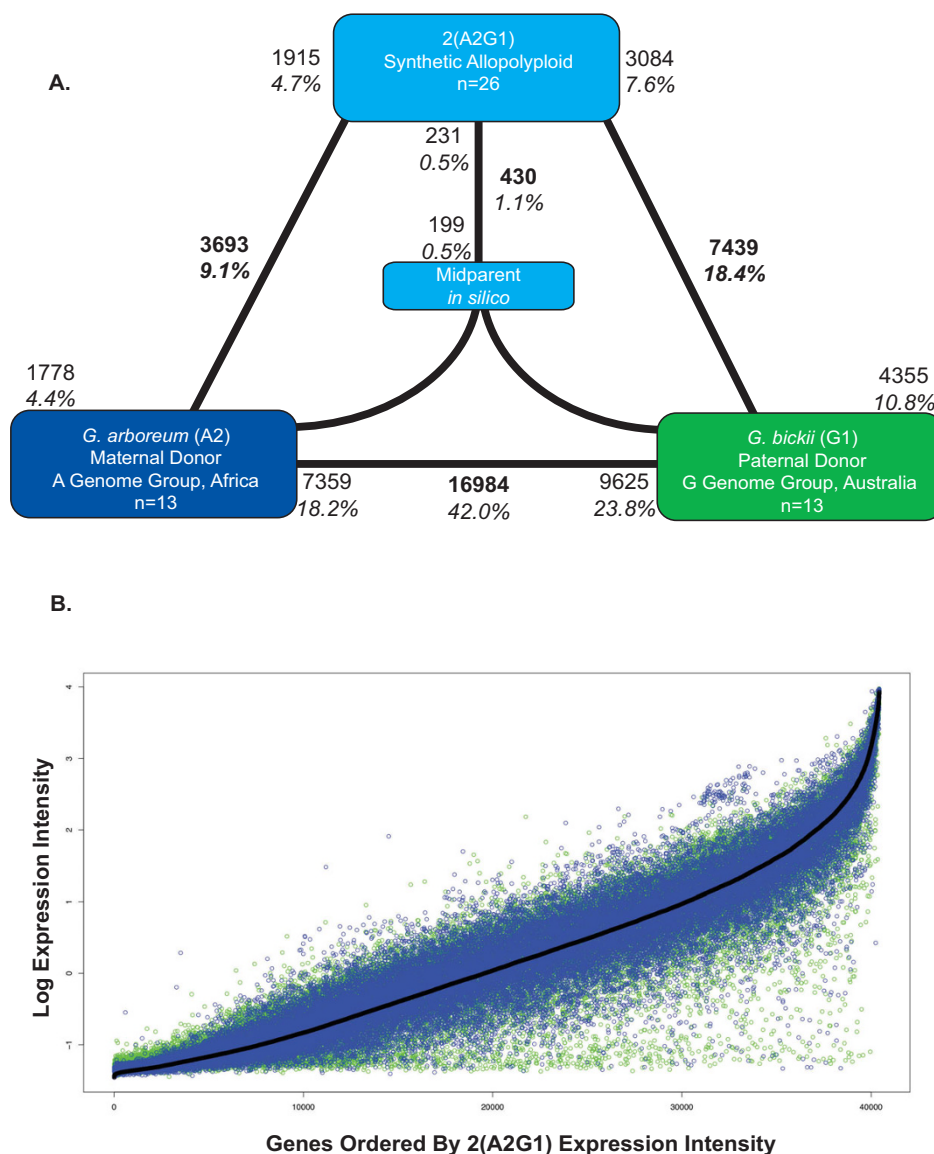 A.
2(A2G1)
Synthetic Allopolyploid
n=26
1915
4.7%
3084
7.6%
231
0.5%
430
1.1%
199
0.5%
3693
9.1%
7439
18.4%
Midparent
in silico
1778
4.4%
4355
10.8%
G. arboreum (A2)
Maternal Donor
A Genome Group, Africa
n=13
G. bickii (G1)
Paternal Donor
G Genome Group, Australia
n=13
7359
18.2%
16984
42.0%
9625
23.8%
B.
Log Expression Intensity
4
3
2
1
0
−1
0
10000
20000
30000
40000
Genes Ordered By 2(A2G1) Expression Intensity